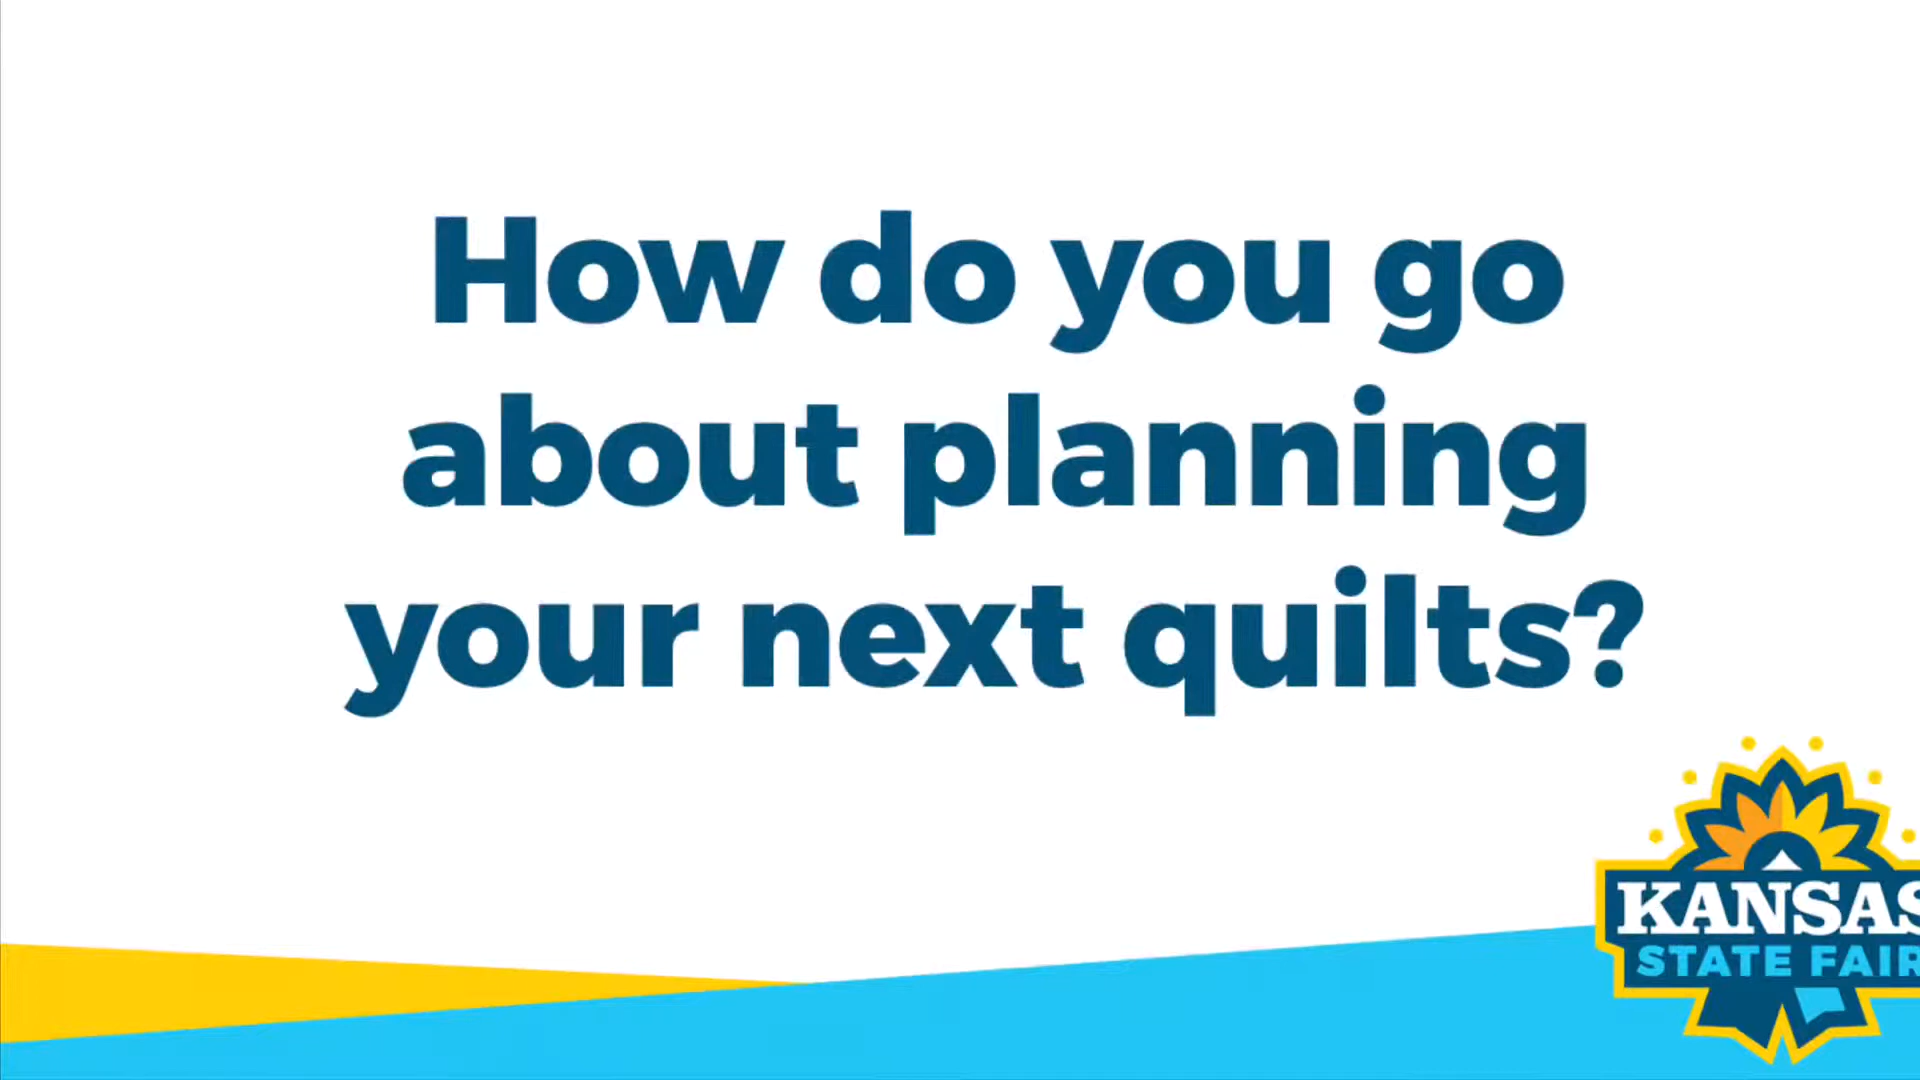 How do you go
about planning
your next quilts?
KANSAS
STATE FAIR